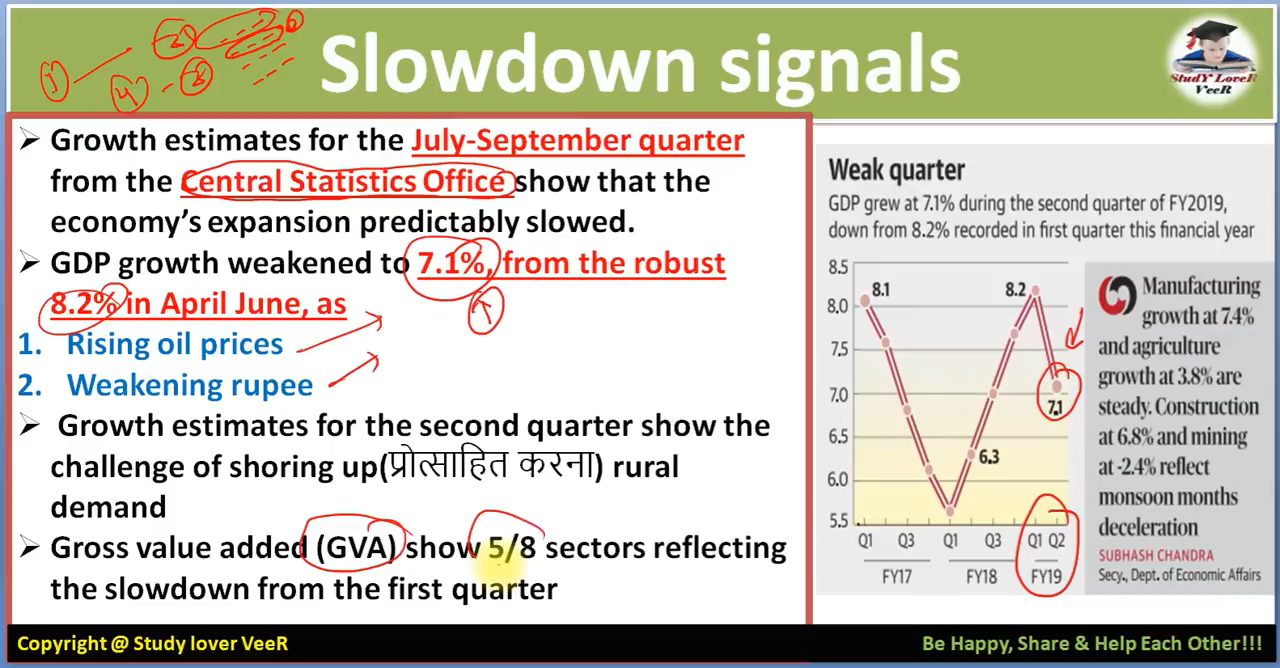 Slowdown signals
StudY LoveR
VeeR
➢ Growth estimates for the July-September quarter
from the Central Statistics Office show that the
economy’s expansion predictably slowed.
➢ GDP growth weakened to 7.1%, from the robust
8.2% in April June, as
1. Rising oil prices
2. Weakening rupee
➢ Growth estimates for the second quarter show the
challenge of shoring up(प्रोत्साहित करना) rural
demand
➢ Gross value added (GVA) show 5/8 sectors reflecting
the slowdown from the first quarter
Weak quarter
GDP grew at 7.1% during the second quarter of FY2019,
down from 8.2% recorded in first quarter this financial year
8.5
8.0
7.5
7.0
6.5
6.0
5.5
8.1
6.3
8.2
7.1
Q1 Q3 Q1 Q3 Q1 Q2
FY17 FY18 FY19
Manufacturing
growth at 7.4%
and agriculture
growth at 3.8% are
steady. Construction
at 6.8% and mining
at -2.4% reflect
monsoon months
deceleration
SUBHASH CHANDRA
Secy., Dept. of Economic Affairs
Copyright @ Study lover VeeR
Be Happy, Share & Help Each Other!!!